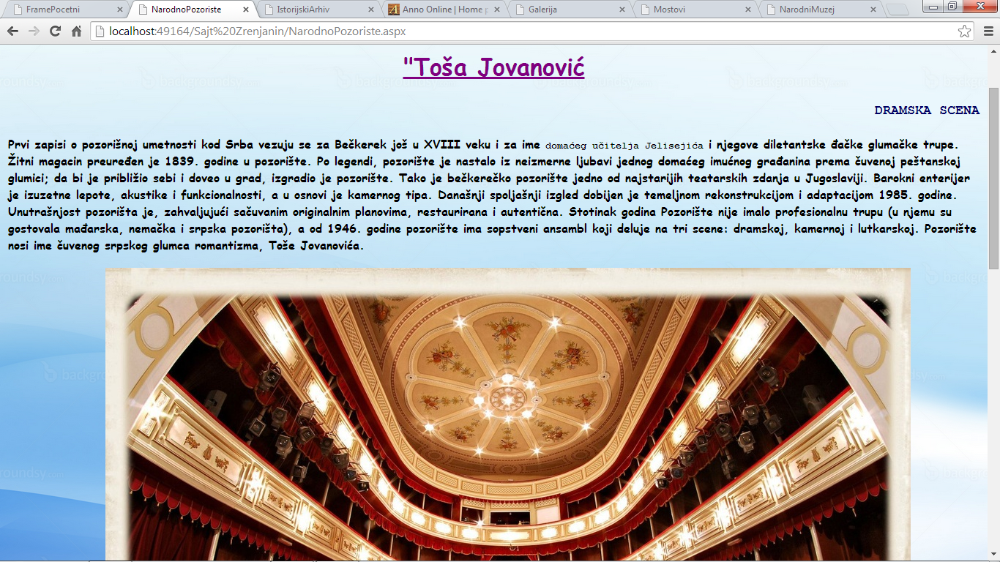 FramePocetni
NarodnoPozoriste
IstorijskiArhiv
Anno Online | Home p
Galerija
Mostovi
NarodniMuzej
localhost:49164/Sajt%20Zrenjanin/NarodnoPozoriste.aspx
"Toša Jovanović
DRAMSKA SCENA
Prvi zapisi o pozorišnoj umetnosti kod Srba vezuju se za Bečkerek još u XVIII veku i za ime domaćeg učitelja Jelisejića i njegove diletantske đačke glumačke trupe.
Žitni magacin preuređen je 1839. godine u pozorište. Po legendi, pozorište je nastalo iz neizmerne ljubavi jednog domaćeg imućnog građanina prema čuvenoj peštanskoj
glumici; da bi je približio sebi i doveo u grad, izgradio je pozorište. Tako je bečkerečko pozorište jedno od najstarijih teatarskih zdanja u Jugoslaviji. Barokni enterijer
je izuzetne lepote, akustike i funkcionalnosti, a u osnovi je kamernog tipa. Današnji spoljašnji izgled dobijen je temeljnom rekonstrukcijom i adaptacijom 1985. godine.
Unutrašnjost pozorišta je, zahvaljujući sačuvanim originalnim planovima, restaurirana i autentična. Stotinak godina Pozorište nije imalo profesionalnu trupu (u njemu su
gostovala mađarska, nemačka i srpska pozorišta), a od 1946. godine pozorište ima sopstveni ansambl koji deluje na tri scene: dramskoj, kamernoj i lutkarskoj. Pozorište
nosi ime čuvenog srpskog glumca romantizma, Toše Jovanovića.